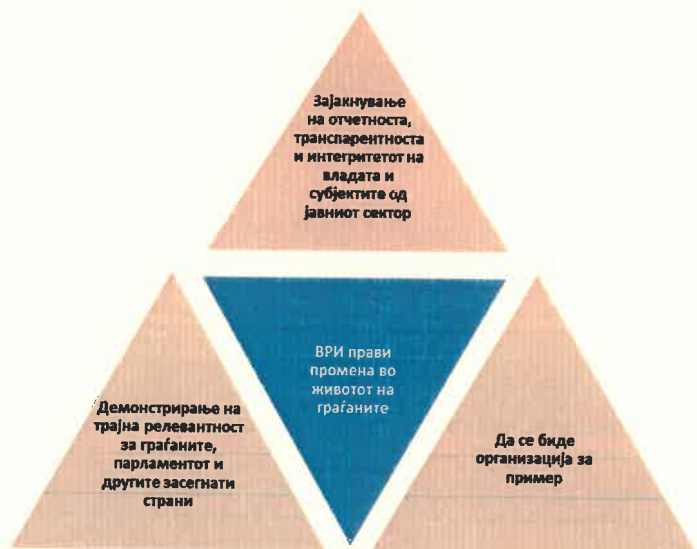 Зајакнување
на отчетноста,
транспарентноста
и интегритетот на
владата и
субјектите од
јавниот сектор
ВРИ прави
промена во
животот на
граѓаните
Демонстрирање на
трајна релевантност
за граѓаните,
парламентот и
другите засегнати
страни
Да се биде
организација за
пример